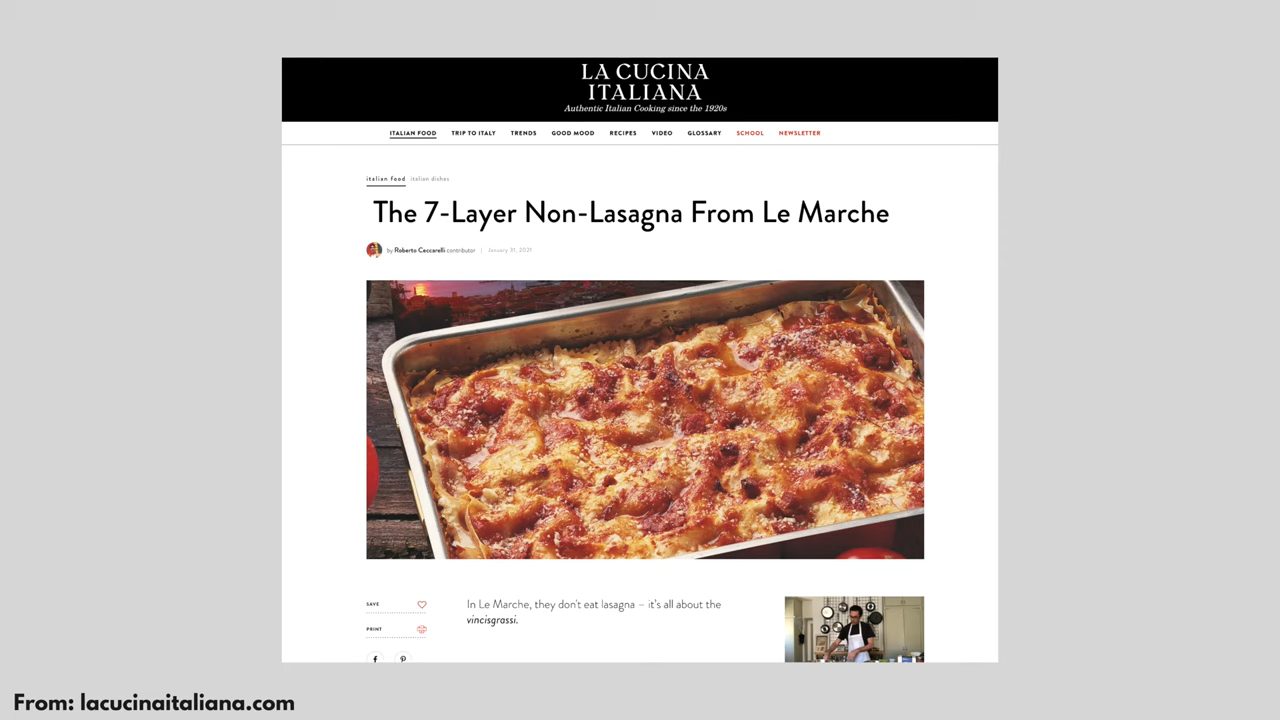 LA CUCINA
ITALIANA
Authentic Italian Cooking since the 1920s
ITALIAN FOOD TRIP TO ITALY TRENDS GOOD MOOD RECIPES VIDEO GLOSSARY SCHOOL NEWSLETTER
italian food italian dishes
The 7-Layer Non-Lasagna From Le Marche
by Roberto Ceccarelli contributor | January 31, 2021
SAVE
In Le Marche, they don't eat lasagna – it's all about the
vincisgrassi.
PRINT
From: lacucinaitaliana.com